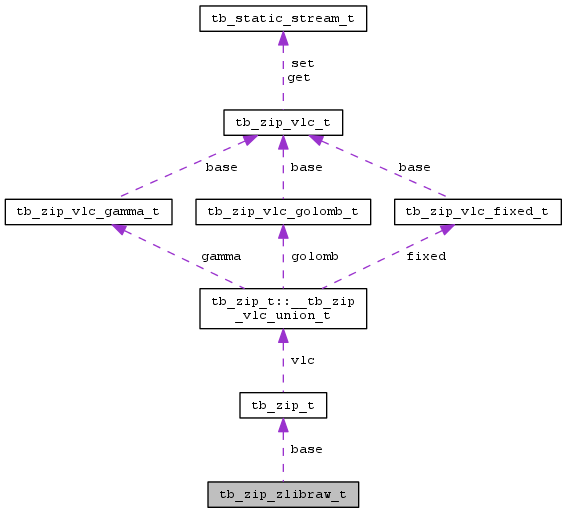 tb_static_stream_t
set
get
tb_zip_vlc_t
base
base
base
tb_zip_vlc_gamma_t
tb_zip_vlc_golomb_t
tb_zip_vlc_fixed_t
gamma
golomb
fixed
tb_zip_t::__tb_zip
_vlc_union_t
vlc
tb_zip_t
base
tb_zip_zlibraw_t